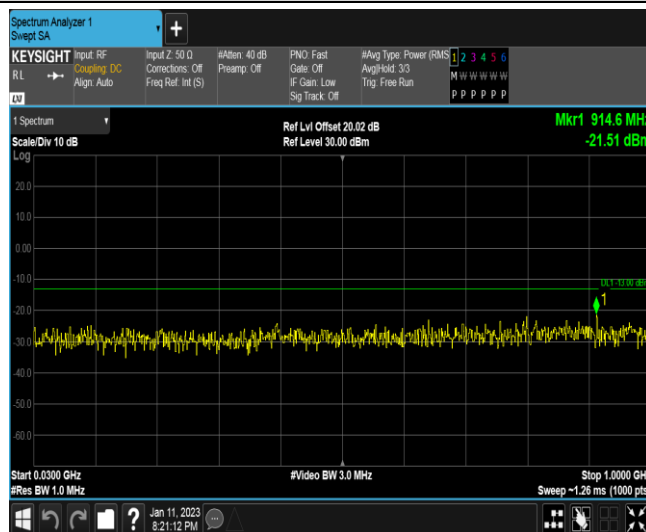 Spectrum Analyzer 1
Swept SA
+
KEYSIGHT
RL
LXI
Input: RF
Coupling: DC
Align: Auto
Input Z: 50 Ω
Corrections: Off
Freq Ref: Int (S)
#Atten: 40 dB
Preamp: Off
PNO: Fast
Gate: Off
IF Gain: Low
Sig Track: Off
#Avg Type: Power (RMS
Avg|Hold: 3/3
Trig: Free Run
1 2 3 4 5 6
M W W W W W
P P P P P P
1 Spectrum
Scale/Div 10 dB
Log
Ref Lvl Offset 20.02 dB
Ref Level 30.00 dBm
Mkr1 914.6 MHz
-21.51 dBm
20.0
10.0
0.00
-10.0
DL1 -13.00 dBm
1
-20.0
-30.0
-40.0
-50.0
-60.0
Start 0.0300 GHz
#Res BW 1.0 MHz
#Video BW 3.0 MHz
Stop 1.0000 GH
Sweep ~1.26 ms (1000 pts
?
Jan 11, 2023
8:21:12 PM